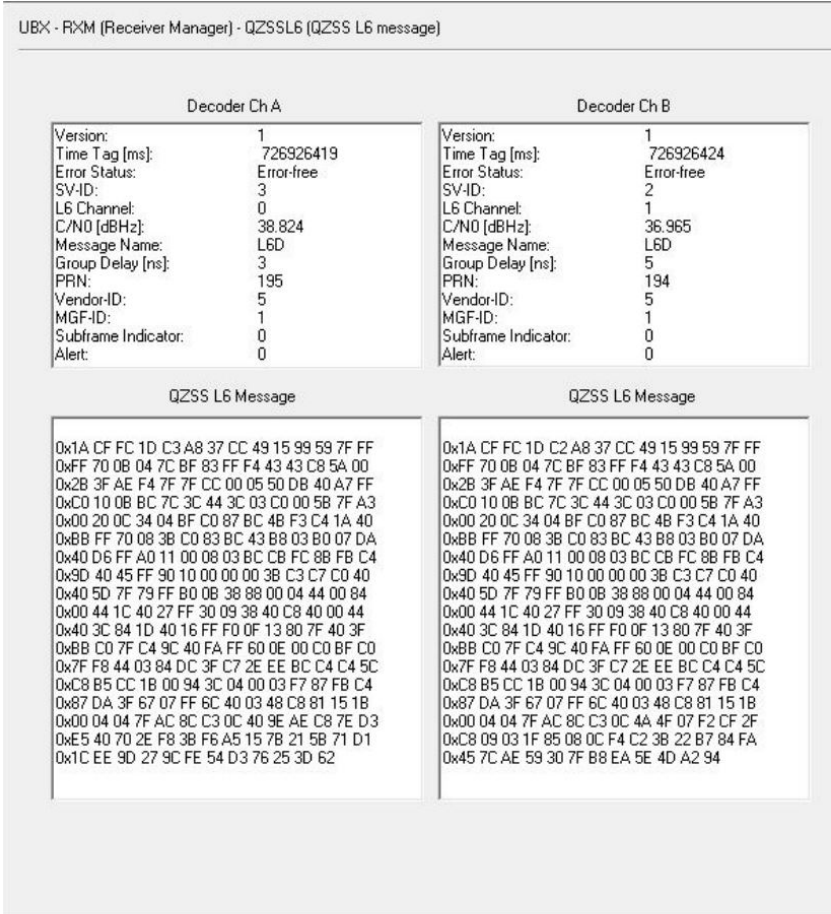 UBX - RXM (Receiver Manager) - QZSSL6 (QZSS L6 message)
Decoder Ch A
Version: 1
Time Tag [ms]: 726926419
Error Status: Error-free
SV-ID: 3
L6 Channel: 0
C/N0 [dBHz]: 38.824
Message Name: L6D
Group Delay [ns]: 3
PRN: 195
Vendor-ID: 5
MGF-ID: 1
Subframe Indicator: 0
Alert: 0
QZSS L6 Message
0x1A CF FC 1D C3 A8 37 CC 49 15 99 59 7F FF
0xFF 70 0B 04 7C BF 83 FF F4 43 43 C8 5A 00
0x2B 3F AE F4 7F 7F CC 00 05 50 DB 40 A7 FF
0xC0 10 0B BC 7C 3C 44 3C 03 C0 00 5B 7F A3
0x00 20 0C 34 04 BF C0 87 BC 4B F3 C4 1A 40
0xBB FF 70 08 3B C0 83 BC 43 B8 03 B0 07 DA
0x40 D6 FF A0 11 00 08 03 BC CB FC 8B FB C4
0x9D 40 45 FF 90 10 00 00 00 3B C3 C7 C0 40
0x40 5D 7F 79 FF B0 0B 38 88 00 04 44 00 84
0x00 44 1C 40 27 FF 30 09 38 40 C8 40 00 44
0x40 3C 84 1D 40 16 FF F0 0F 13 80 7F 40 3F
0xBB C0 7F C4 9C 40 FA FF 60 0E 00 C0 BF C0
0x7F F8 44 03 84 DC 3F C7 2E EE BC C4 C4 5C
0xC8 B5 CC 1B 00 94 3C 04 00 03 F7 87 FB C4
0x87 DA 3F 67 07 FF 6C 40 03 48 C8 81 15 1B
0x00 04 04 7F AC 8C C3 0C 40 9E AE C8 7E D3
0xE5 40 70 2E F8 3B F6 A5 15 7B 21 5B 71 D1
0x1C EE 9D 27 9C FE 54 D3 76 25 3D 62
Decoder Ch B
Version: 1
Time Tag [ms]: 726926424
Error Status: Error-free
SV-ID: 2
L6 Channel: 1
C/N0 [dBHz]: 36.965
Message Name: L6D
Group Delay [ns]: 5
PRN: 194
Vendor-ID: 5
MGF-ID: 1
Subframe Indicator: 0
Alert: 0
QZSS L6 Message
0x1A CF FC 1D C2 A8 37 CC 49 15 99 59 7F FF
0xFF 70 0B 04 7C BF 83 FF F4 43 43 C8 5A 00
0x2B 3F AE F4 7F 7F CC 00 05 50 DB 40 A7 FF
0xC0 10 0B BC 7C 3C 44 3C 03 C0 00 5B 7F A3
0x00 20 0C 34 04 BF C0 87 BC 4B F3 C4 1A 40
0xBB FF 70 08 3B C0 83 BC 43 B8 03 B0 07 DA
0x40 D6 FF A0 11 00 08 03 BC CB FC 8B FB C4
0x9D 40 45 FF 90 10 00 00 00 3B C3 C7 C0 40
0x40 5D 7F 79 FF B0 0B 38 88 00 04 44 00 84
0x00 44 1C 40 27 FF 30 09 38 40 C8 40 00 44
0x40 3C 84 1D 40 16 FF F0 0F 13 80 7F 40 3F
0xBB C0 7F C4 9C 40 FA FF 60 0E 00 C0 BF C0
0x7F F8 44 03 84 DC 3F C7 2E EE BC C4 C4 5C
0xC8 B5 CC 1B 00 94 3C 04 00 03 F7 87 FB C4
0x87 DA 3F 67 07 FF 6C 40 03 48 C8 81 15 1B
0x00 04 04 7F AC 8C C3 0C 4A 4F 07 F2 CF 2F
0xC8 09 03 1F 85 08 0C F4 C2 3B 22 B7 84 FA
0x45 7C AE 59 30 7F B8 EA 5E 4D A2 94